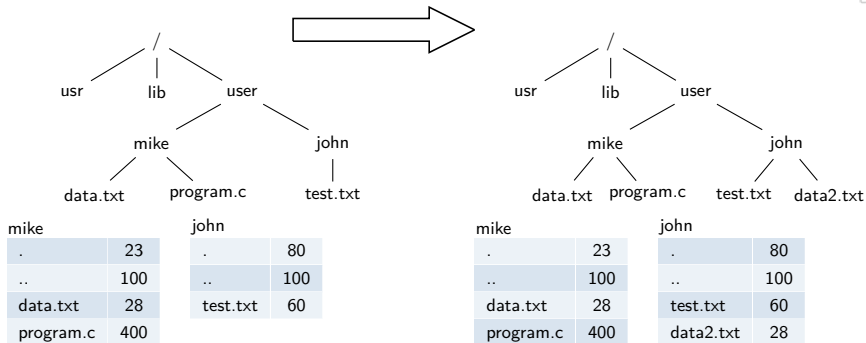 /
usr lib user
mike john
data.txt program.c test.txt
mike
. 23
.. 100
data.txt 28
program.c 400
john
. 80
.. 100
test.txt 60
/
usr lib user
mike john
data.txt program.c test.txt data2.txt
mike
. 23
.. 100
data.txt 28
program.c 400
john
. 80
.. 100
test.txt 60
data2.txt 28